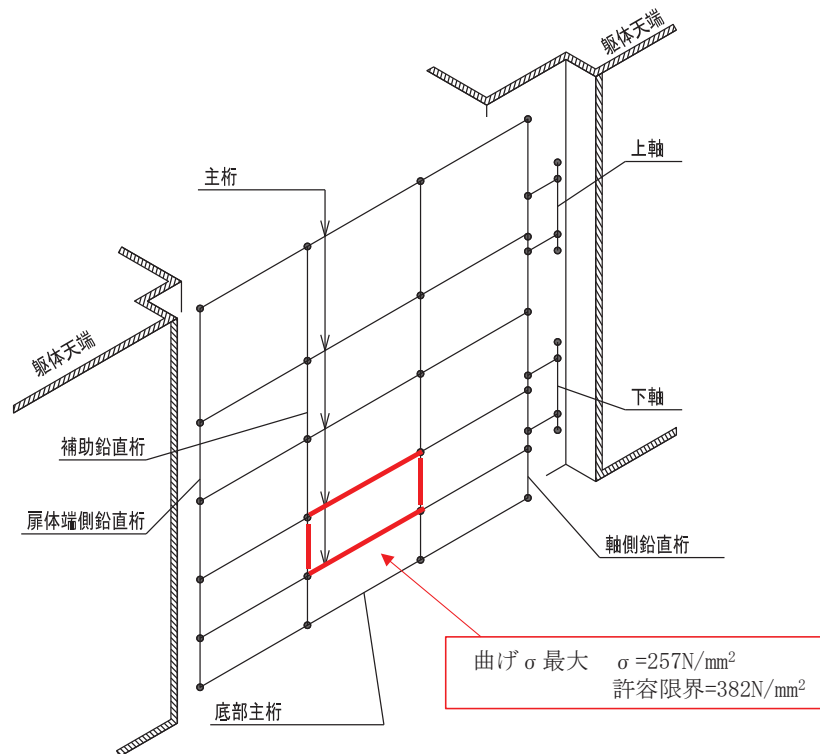 躯体天端
上軸
主桁
躯体天端
下軸
補助鉛直桁
扉体端側鉛直桁
軸側鉛直桁
曲げσ最大 σ=257N/mm²
許容限界=382N/mm²
底部主桁